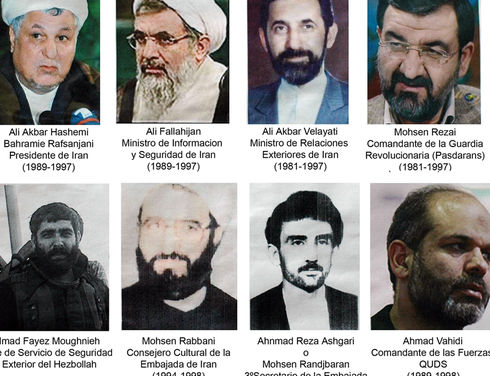 Ali Akbar Hashemi
Bahramie Rafsanjani
Presidente de Iran
(1989-1997)
Ali Fallahijan
Ministro de Informacion
y Seguridad de Iran
(1989-1997)
Ali Akbar Velayati
Ministro de Relaciones
Exteriores de Iran
(1981-1997)
Mohsen Rezai
Comandante de la Guardia
Revolucionaria (Pasdarans)
(1981-1997)
Imad Fayez Moughnieh
e de Servicio de Seguridad
Exterior del Hezbollah
Mohsen Rabbani
Consejero Cultural de la
Embajada de Iran
(1994-1998)
Ahnmad Reza Ashgari
o
Mohsen Randjbaran
3ºSecretario de la Embajada
Ahmad Vahidi
Comandante de las Fuerzas
QUDS
(1989-1998)